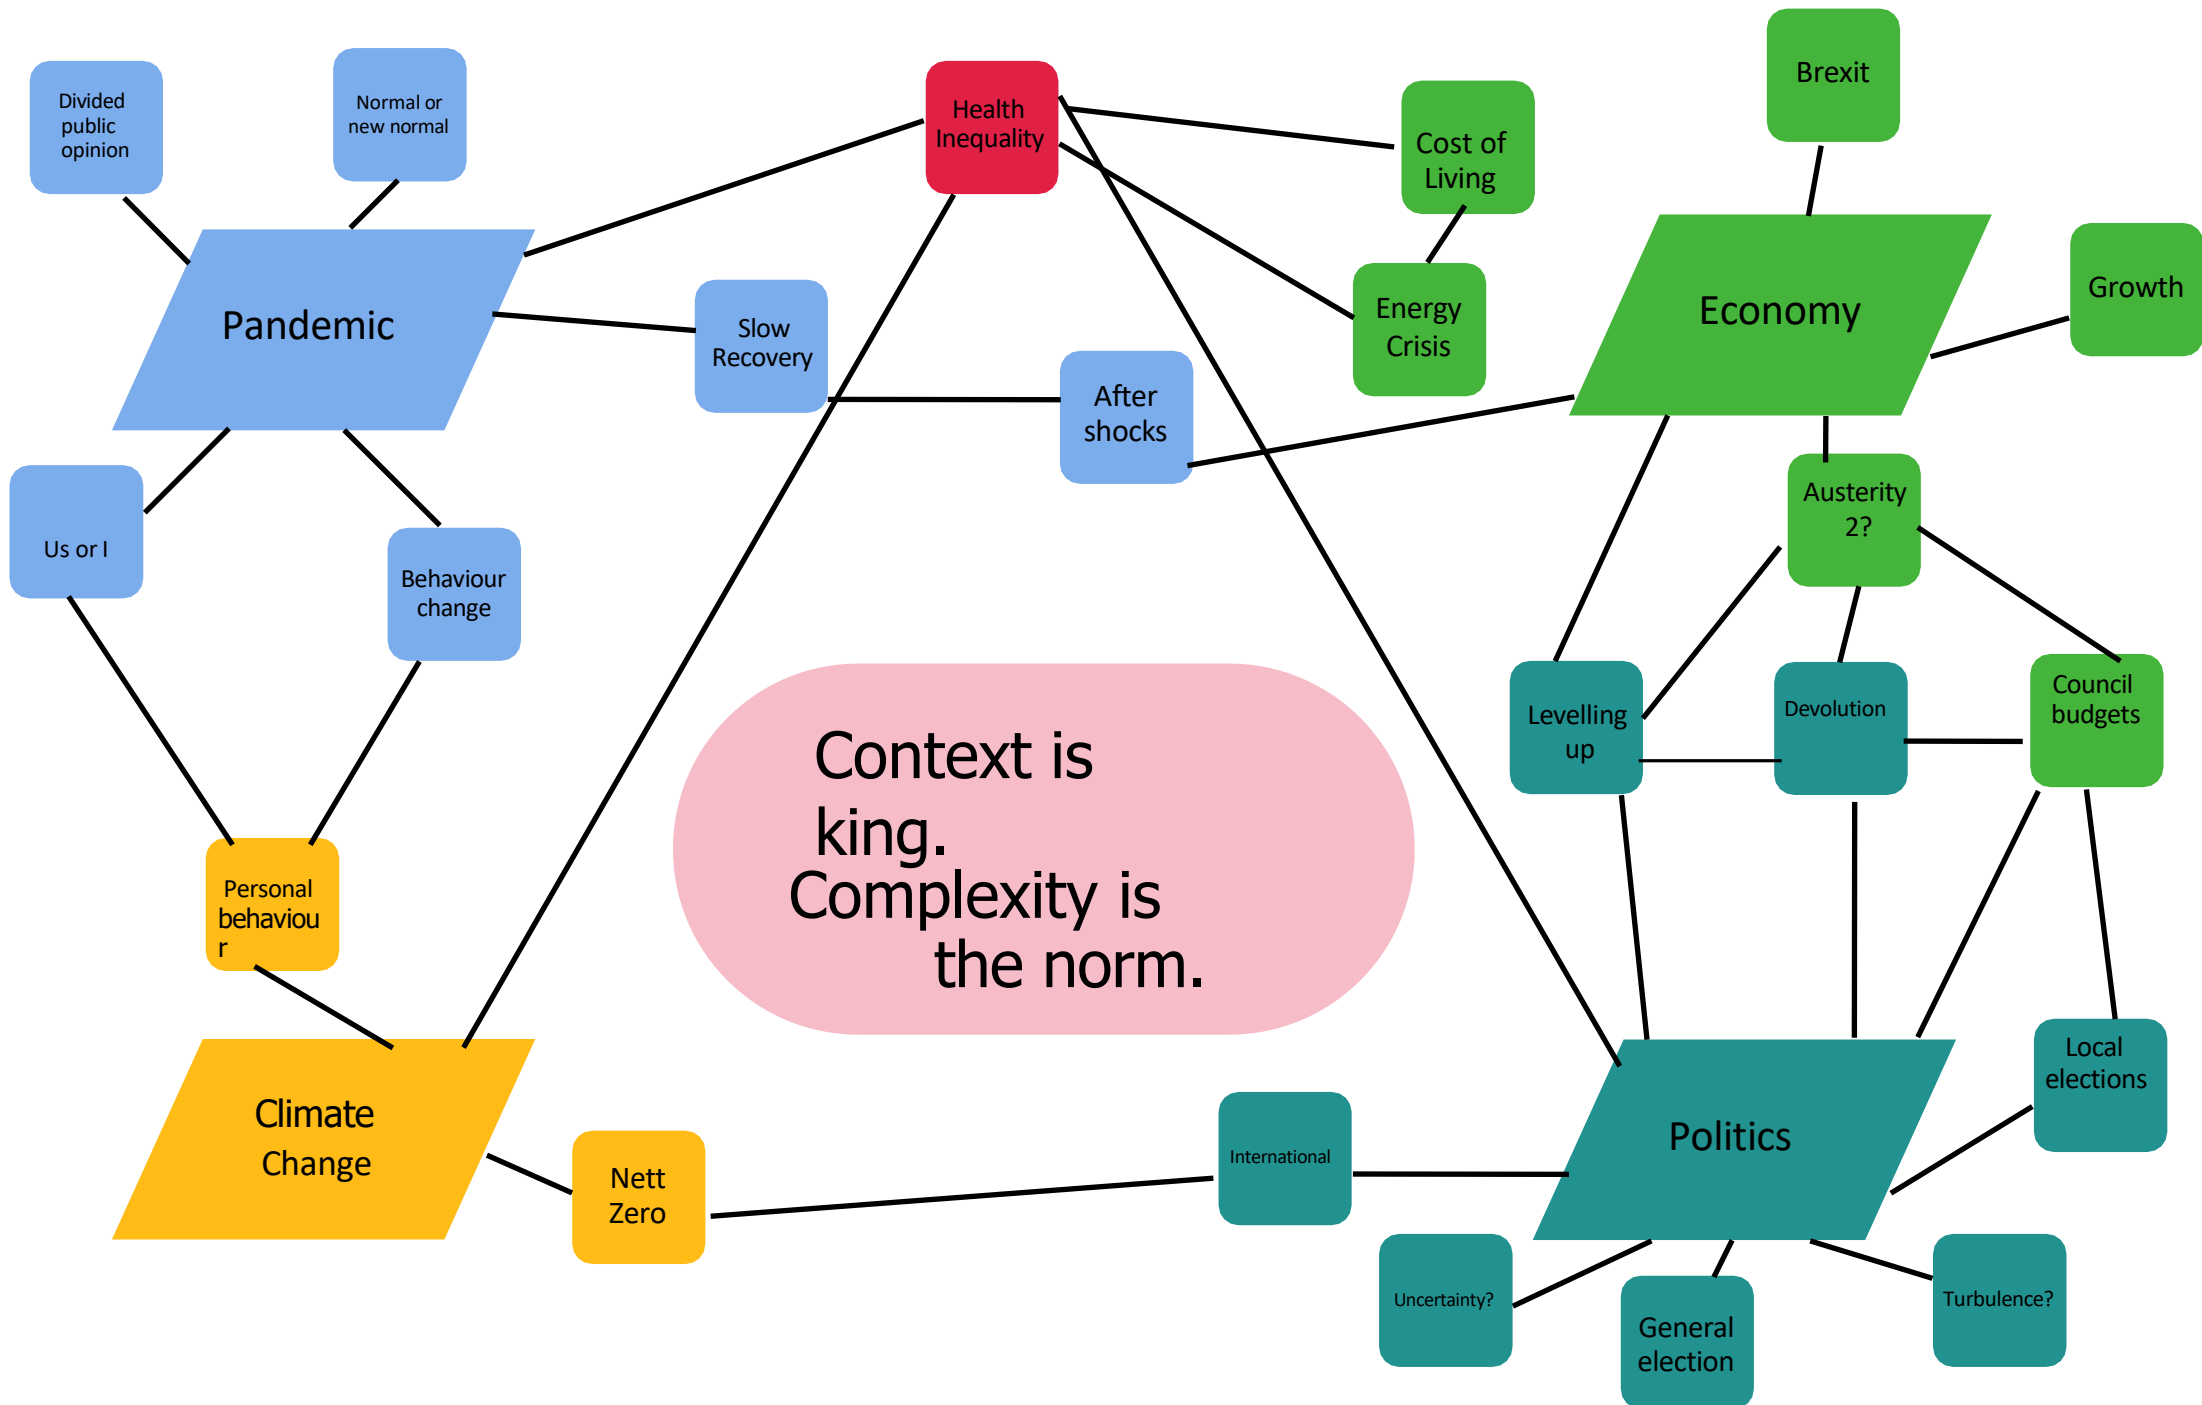 Divided
public
opinion
Normal or
new normal
Health
Inequality
Cost of
Living
Brexit
Pandemic
Slow
Recovery
After
shocks
Energy
Crisis
Economy
Growth
Us or I
Behaviour
change
Austerity
2?
Levelling
up
Devolution
Council
budgets
Context is
king.
Complexity is
the norm.
Personal
behaviou
r
Climate
Change
Nett
Zero
International
Politics
Local
elections
Uncertainty?
General
election
Turbulence?